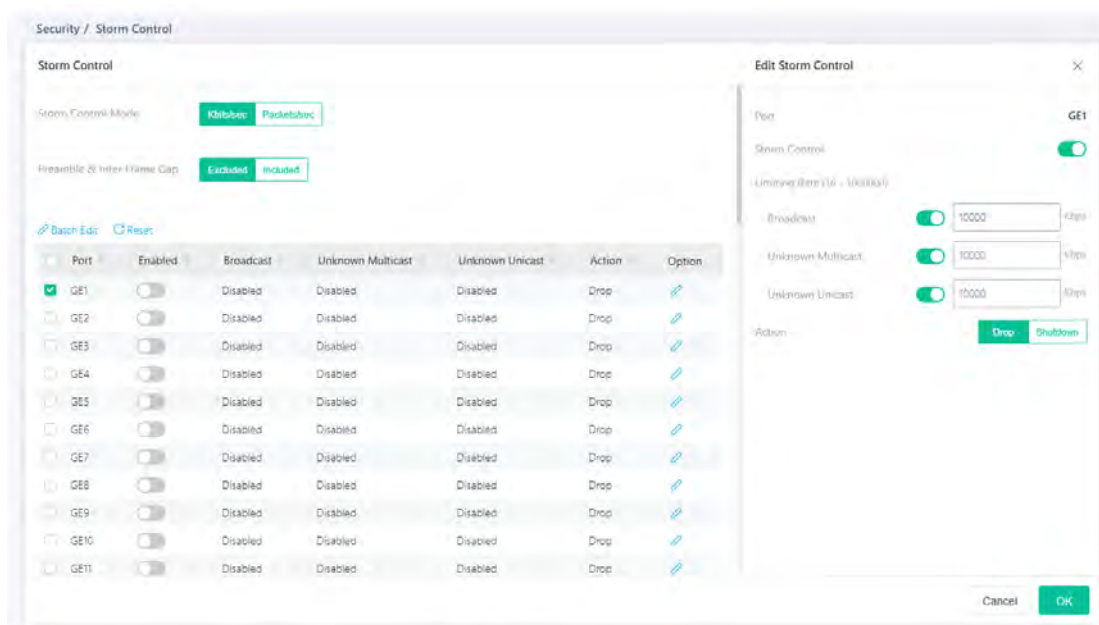 Security / Storm Control
Storm Control
Storm Control Mode Kbits/sec Packets/sec
Preamble & Inter Frame Gap Excluded Included
Batch Edit Reset
Port Enabled Broadcast Unknown Multicast Unknown Unicast Action Option
GE1 Disabled Disabled Disabled Drop
GE2 Disabled Disabled Disabled Drop
GE3 Disabled Disabled Disabled Drop
GE4 Disabled Disabled Disabled Drop
GE5 Disabled Disabled Disabled Drop
GE6 Disabled Disabled Disabled Drop
GE7 Disabled Disabled Disabled Drop
GE8 Disabled Disabled Disabled Drop
GE9 Disabled Disabled Disabled Drop
GE10 Disabled Disabled Disabled Drop
GE11 Disabled Disabled Disabled Drop
Edit Storm Control
Port GE1
Storm Control
Broadcast 10000 Kbps
Unknown Multicast 10000 Kbps
Unknown Unicast 10000 Kbps
Action Drop Shutdown
Cancel OK